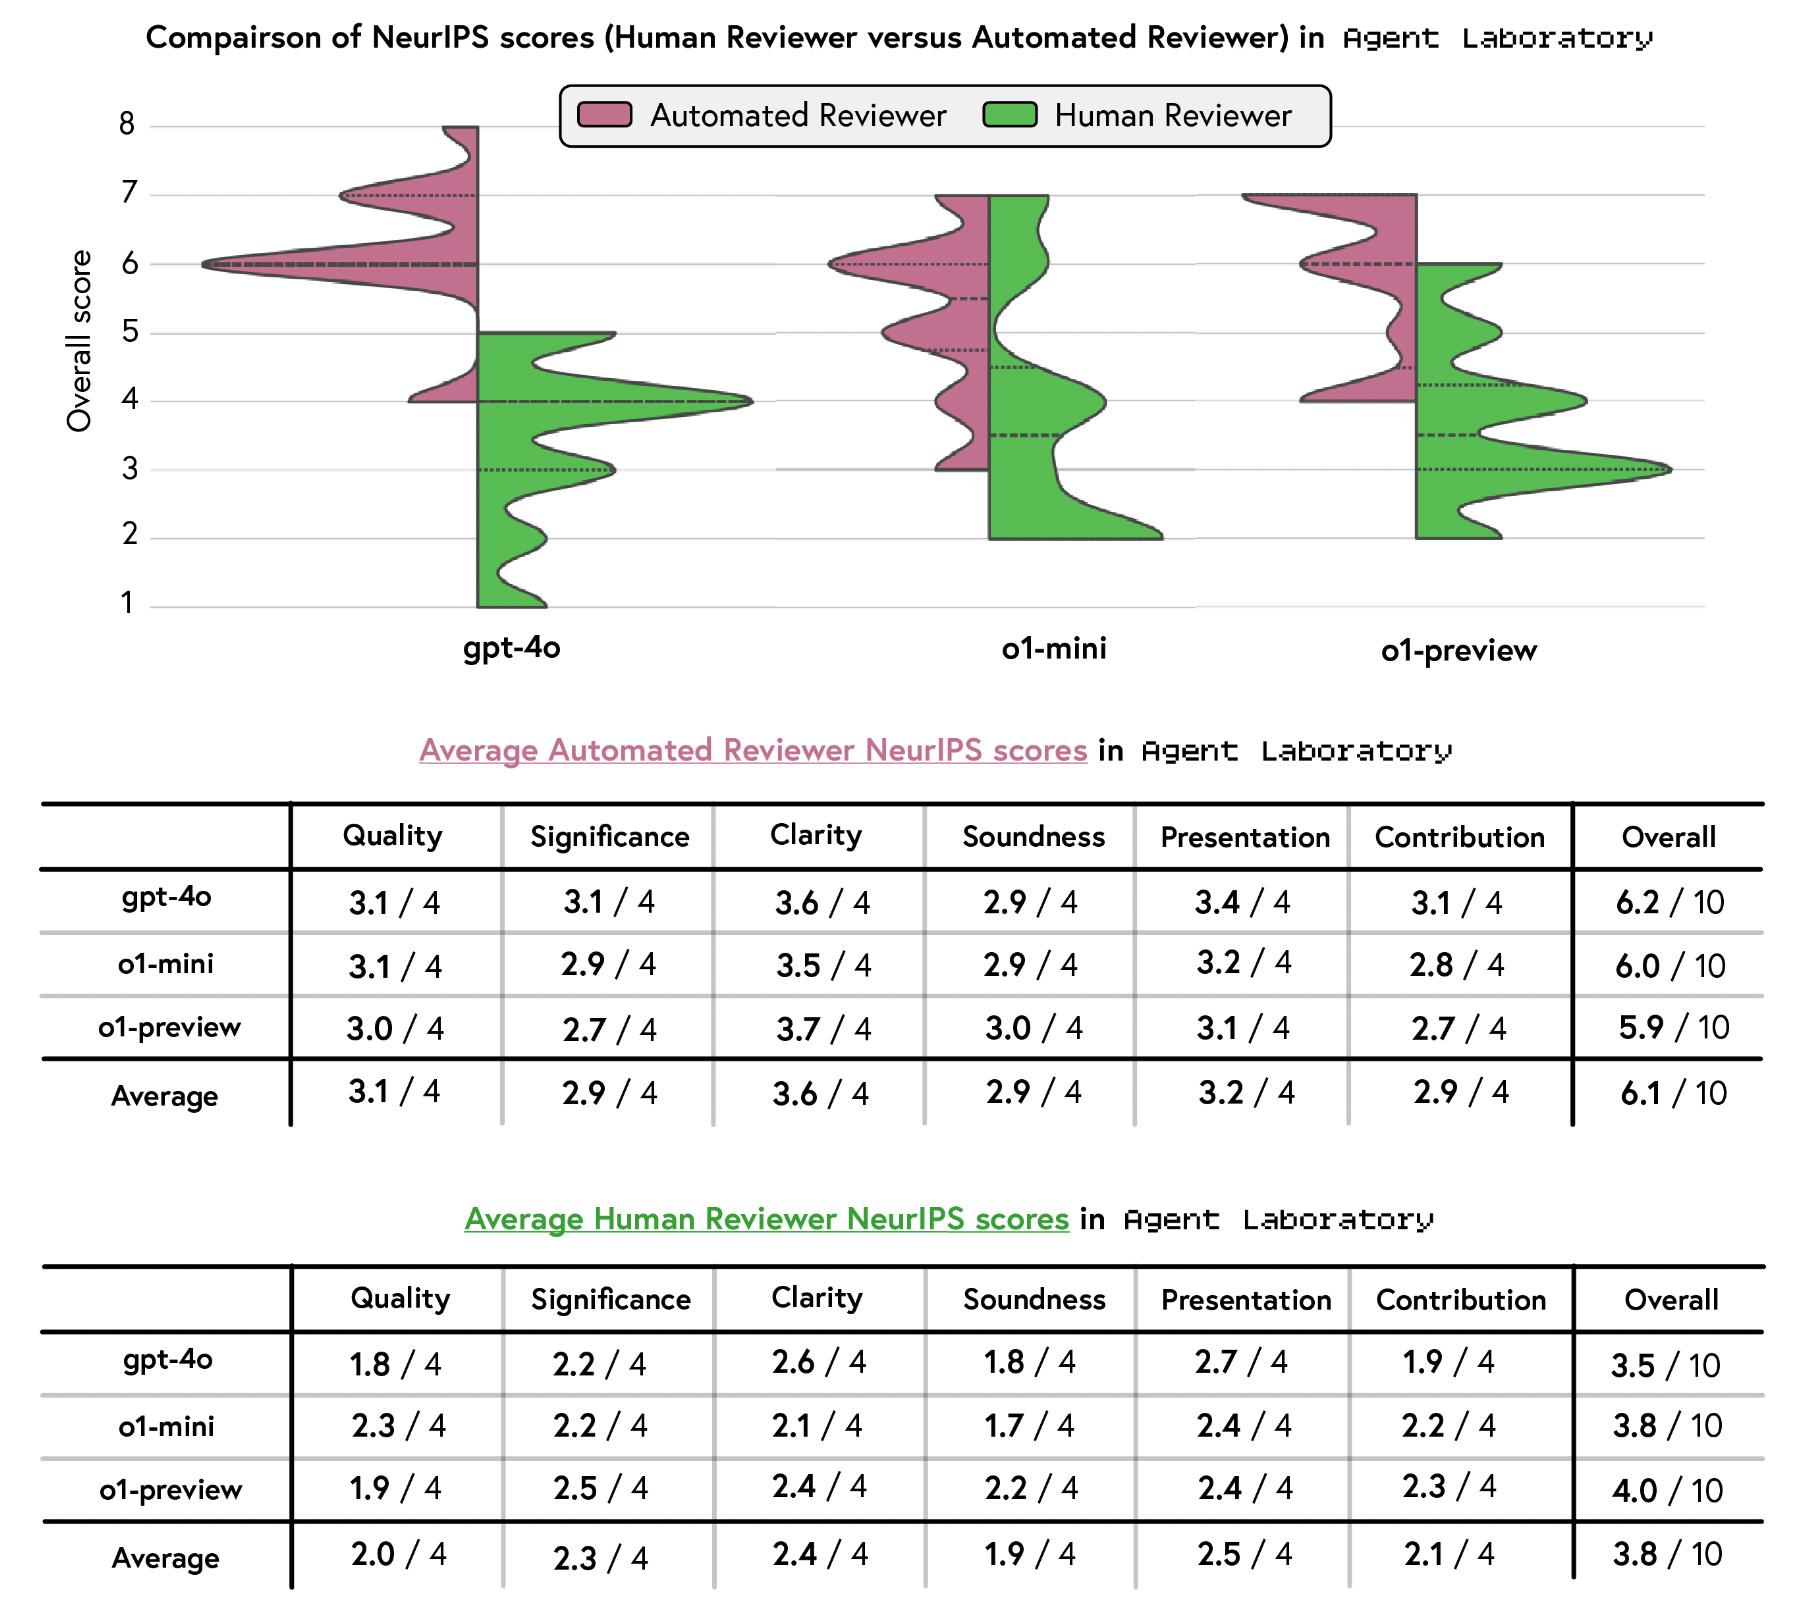 Compairson of NeurIPS scores (Human Reviewer versus Automated Reviewer) in Agent Laboratory
Automated Reviewer Human Reviewer
Overall score
8
7
6
5
4
3
2
1
gpt-4o o1-mini o1-preview
Average Automated Reviewer NeurIPS scores in Agent Laboratory
Quality Significance Clarity Soundness Presentation Contribution Overall
gpt-4o 3.1 / 4 3.1 / 4 3.6 / 4 2.9 / 4 3.4 / 4 3.1 / 4 6.2 / 10
o1-mini 3.1 / 4 2.9 / 4 3.5 / 4 2.9 / 4 3.2 / 4 2.8 / 4 6.0 / 10
o1-preview 3.0 / 4 2.7 / 4 3.7 / 4 3.0 / 4 3.1 / 4 2.7 / 4 5.9 / 10
Average 3.1 / 4 2.9 / 4 3.6 / 4 2.9 / 4 3.2 / 4 2.9 / 4 6.1 / 10
Average Human Reviewer NeurIPS scores in Agent Laboratory
Quality Significance Clarity Soundness Presentation Contribution Overall
gpt-4o 1.8 / 4 2.2 / 4 2.6 / 4 1.8 / 4 2.7 / 4 1.9 / 4 3.5 / 10
o1-mini 2.3 / 4 2.2 / 4 2.1 / 4 1.7 / 4 2.4 / 4 2.2 / 4 3.8 / 10
o1-preview 1.9 / 4 2.5 / 4 2.4 / 4 2.2 / 4 2.4 / 4 2.3 / 4 4.0 / 10
Average 2.0 / 4 2.3 / 4 2.4 / 4 1.9 / 4 2.5 / 4 2.1 / 4 3.8 / 10